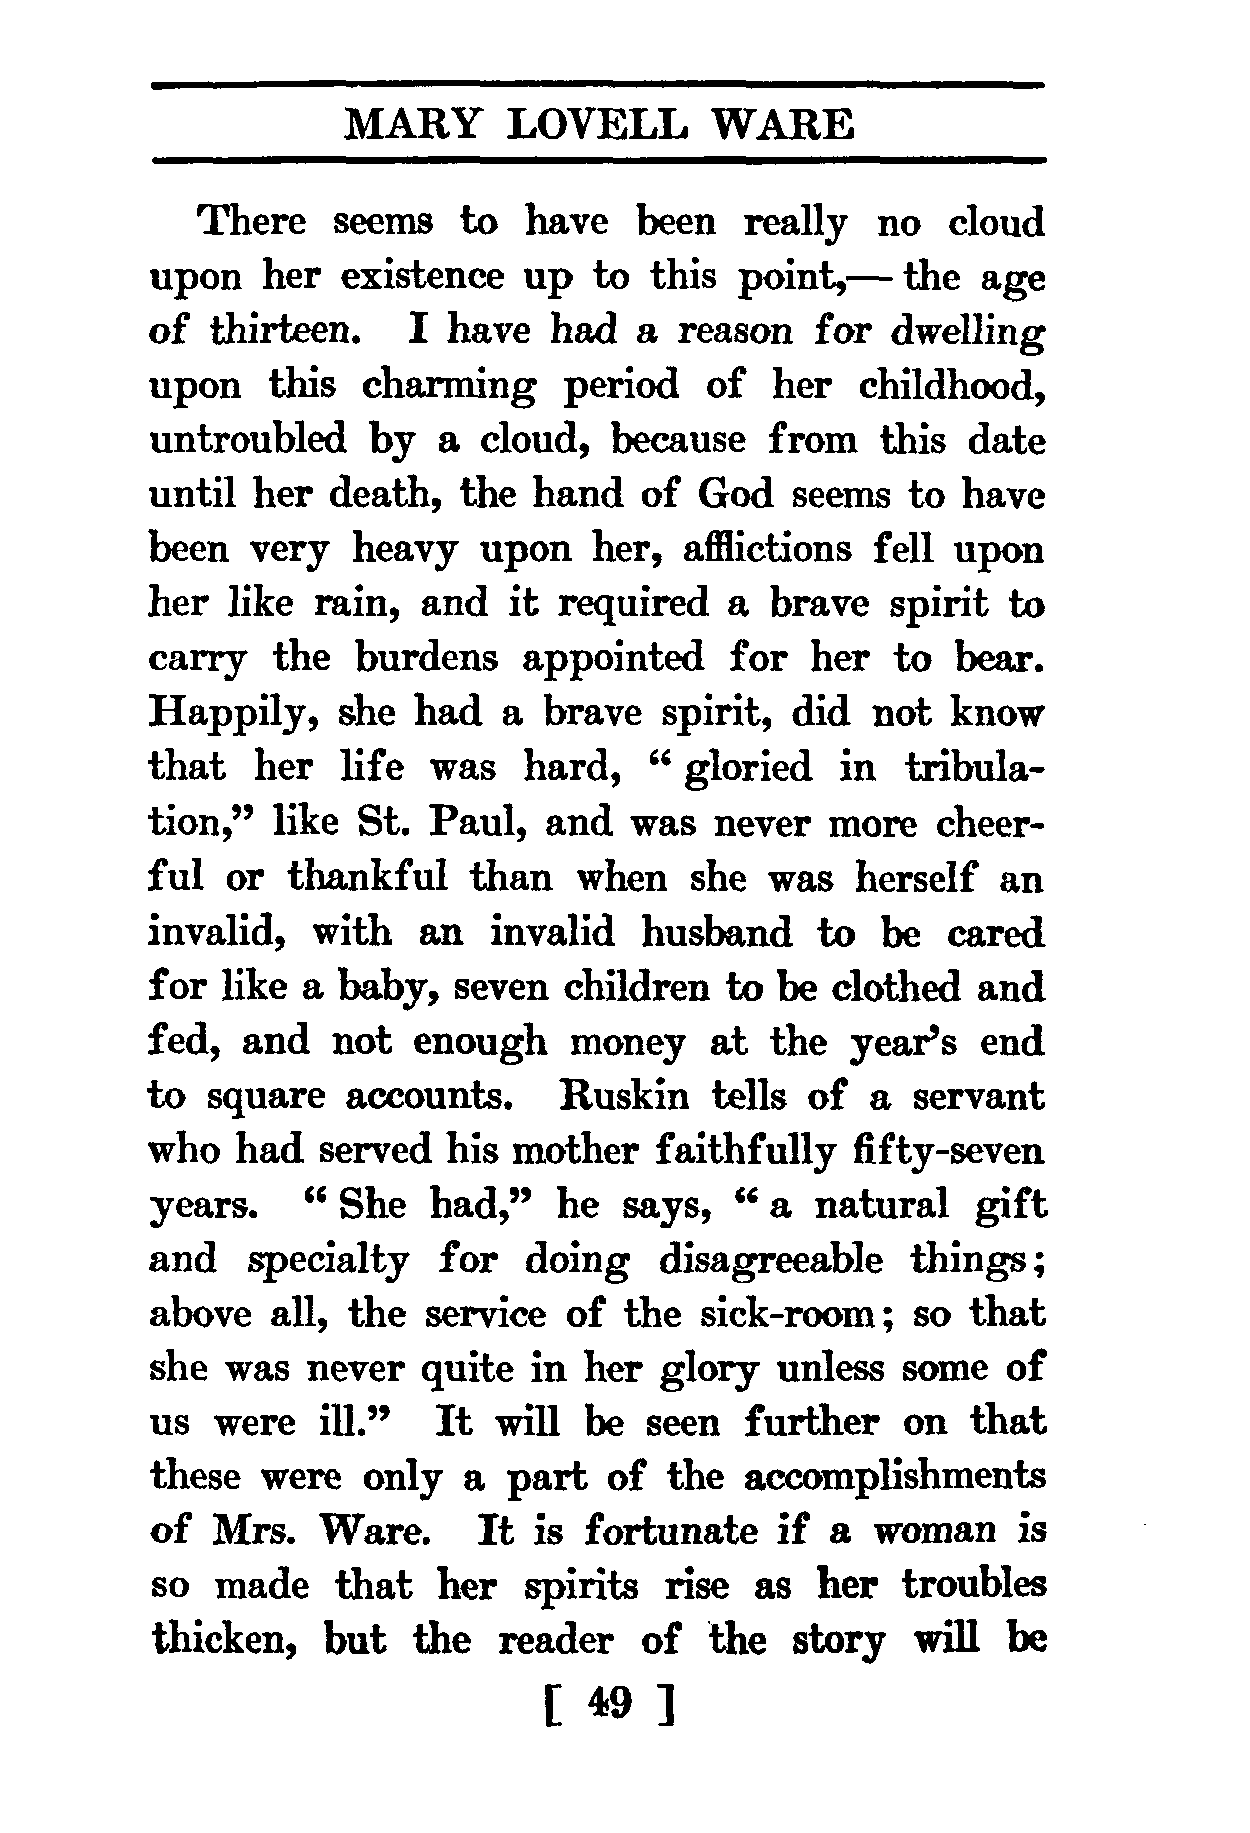 MARY LOVELL WARE
There seems to have been really no cloud
upon her existence up to this point,— the age
of thirteen. I have had a reason for dwelling
upon this charming period of her childhood,
untroubled by a cloud, because from this date
until her death, the hand of God seems to have
been very heavy upon her, afflictions fell upon
her like rain, and it required a brave spirit to
carry the burdens appointed for her to bear.
Happily, she had a brave spirit, did not know
that her life was hard, “ gloried in tribula-
tion,” like St. Paul, and was never more cheer-
ful or thankful than when she was herself an
invalid, with an invalid husband to be cared
for like a baby, seven children to be clothed and
fed, and not enough money at the year’s end
to square accounts. Ruskin tells of a servant
who had served his mother faithfully fifty-seven
years. “ She had,” he says, “ a natural gift
and specialty for doing disagreeable things;
above all, the service of the sick-room; so that
she was never quite in her glory unless some of
us were ill.” It will be seen further on that
these were only a part of the accomplishments
of Mrs. Ware. It is fortunate if a woman is
so made that her spirits rise as her troubles
thicken, but the reader of the story will be
[ 49 ]